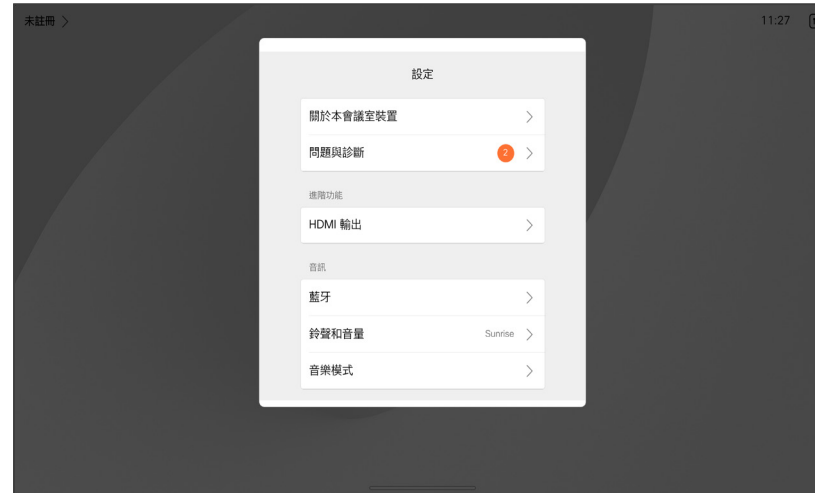 未註冊
11:27
設定
關於本會議室裝置
問題與診斷 2
進階功能
HDMI 輸出
音訊
藍牙
鈴聲和音量 Sunrise
音樂模式